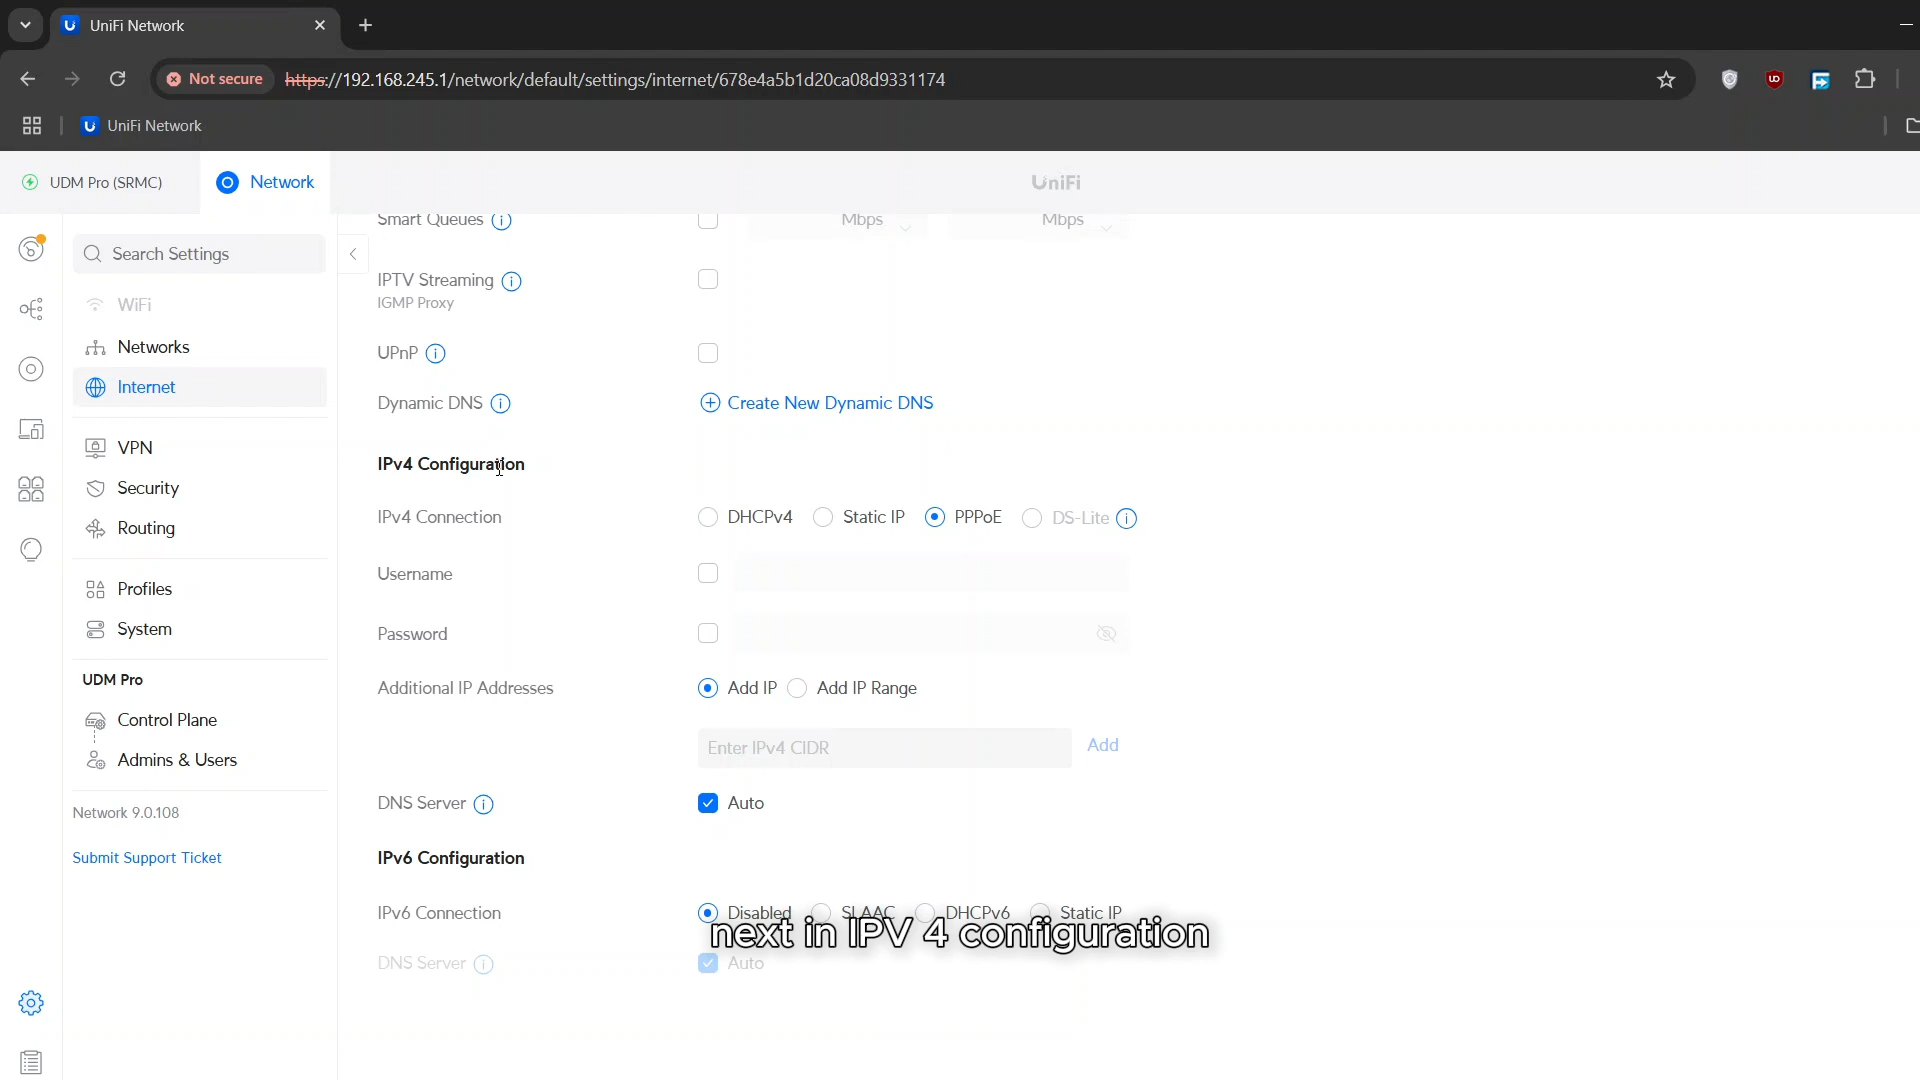 UniFi Network
Not secure
https://192.168.245.1/network/default/settings/internet/678e4a5b1d20ca08d9331174
UniFi Network
UDM Pro (SRMC)
Network
UniFi
Search Settings
WiFi
Networks
Internet
VPN
Security
Routing
Profiles
System
UDM Pro
Control Plane
Admins & Users
Network 9.0.108
Submit Support Ticket
Smart Queues
Mbps
Mbps
IPTV Streaming
IGMP Proxy
UPnP
Dynamic DNS
Create New Dynamic DNS
IPv4 Configuration
IPv4 Connection
DHCPv4
Static IP
PPPoE
DS-Lite
Username
Password
Additional IP Addresses
Add IP
Add IP Range
Enter IPv4 CIDR
Add
DNS Server
Auto
IPv6 Configuration
IPv6 Connection
Disabled
SLAAC
DHCPv6
Static IP
next in IPV 4 configuration
DNS Server
Auto